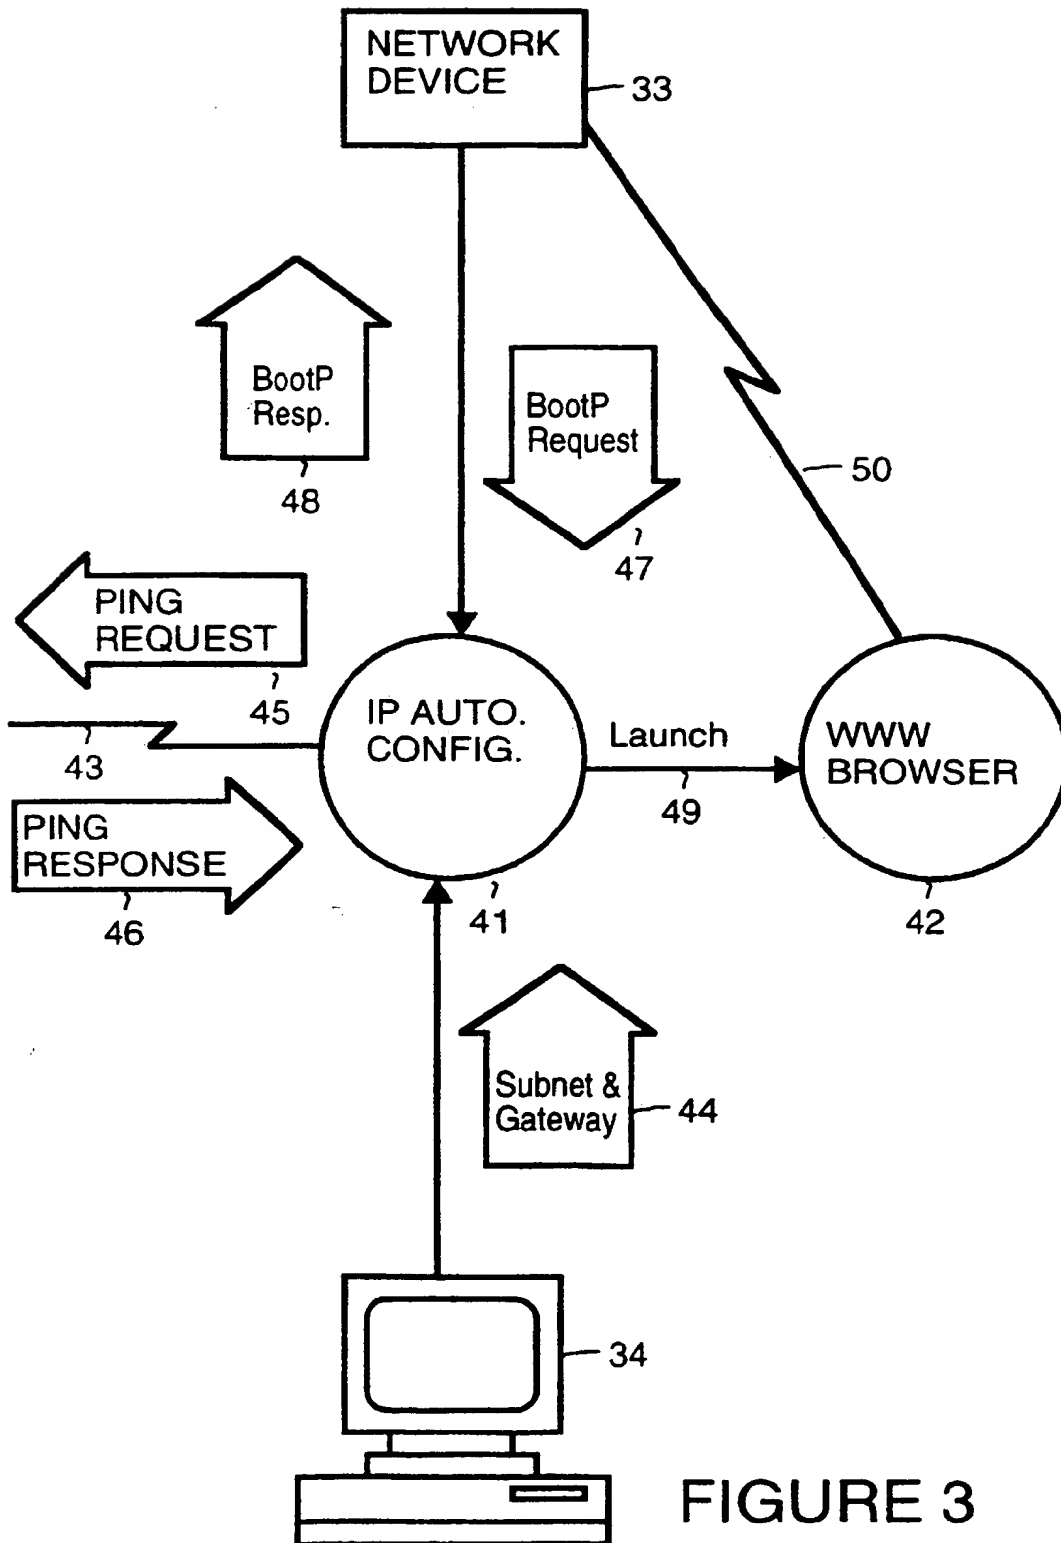 NETWORK
DEVICE
33
BootP
Resp.
48
BootP
Request
47
50
PING
REQUEST
45
43
PING
RESPONSE
46
IP AUTO.
CONFIG.
41
Launch
49
WWW
BROWSER
42
Subnet &
Gateway
44
34
FIGURE 3